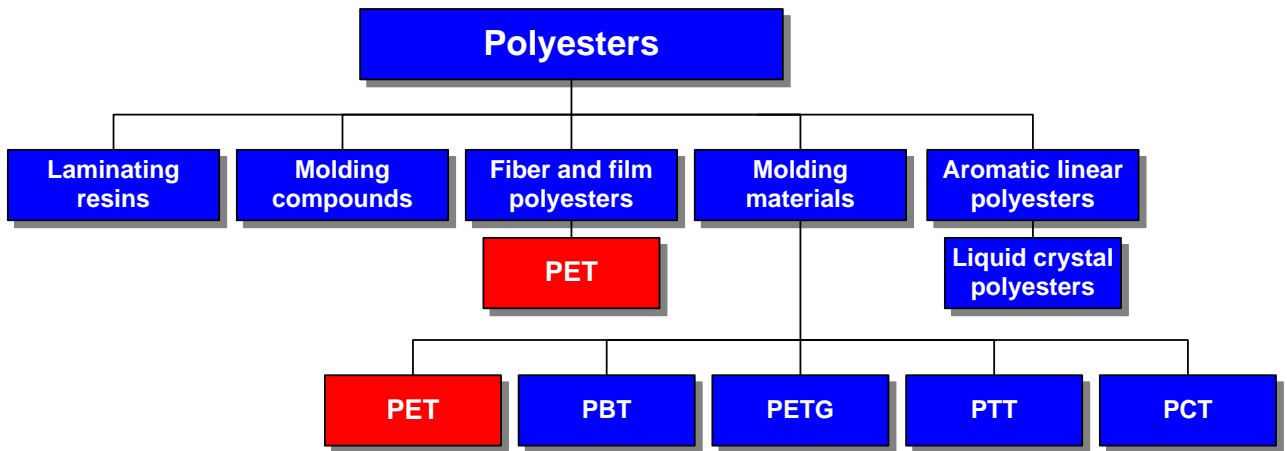 Polyesters
Laminating
resins
Molding
compounds
Fiber and film
polyesters
Molding
materials
Aromatic linear
polyesters
PET
Liquid crystal
polyesters
PET
PBT
PETG
PTT
PCT